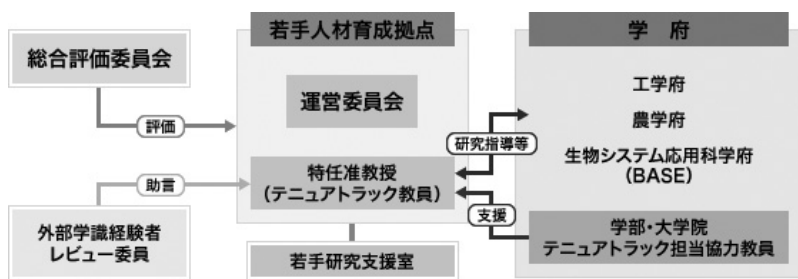 総合評価委員会
評価
助言
外部学識経験者
レビュー委員
若手人材育成拠点
運営委員会
特任准教授
（テニュアトラック教員）
若手研究支援室
研究指導等
支援
学 府
工学府
農学府
生物システム応用科学府
（BASE）
学部・大学院
テニュアトラック担当協力教員